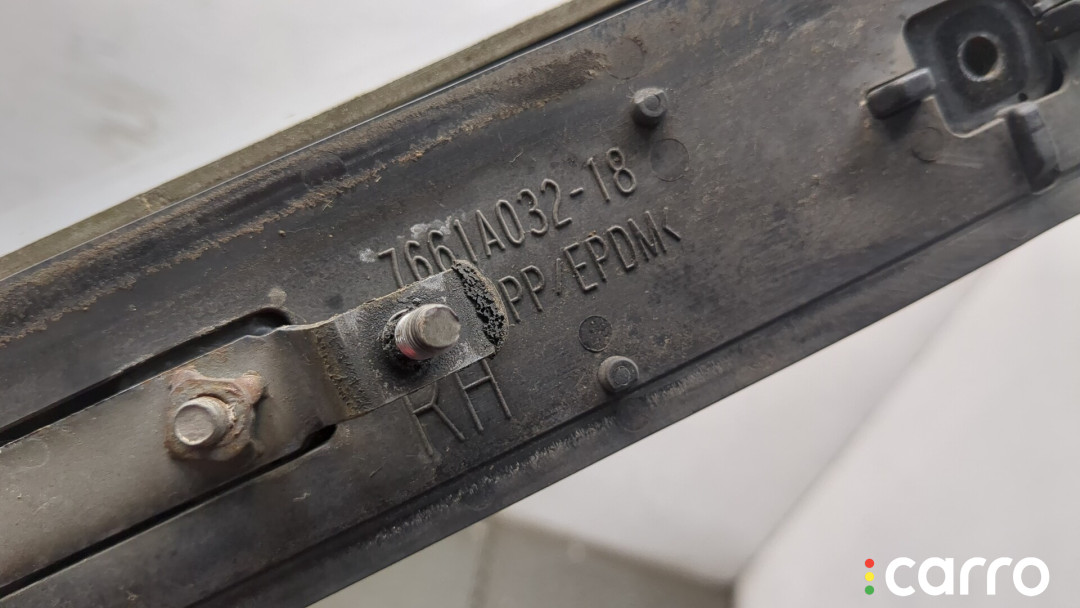 7661A032-18
PP/EPDM<
RH
carro